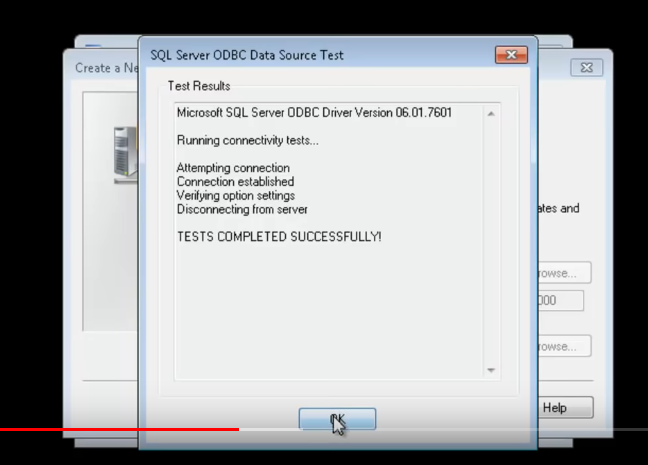 SQL Server ODBC Data Source Test
Create a Ne
Test Results
Microsoft SQL Server ODBC Driver Version 06.01.7601
Running connectivity tests...
Attempting connection
Connection established
Verifying option settings
Disconnecting from server
TESTS COMPLETED SUCCESSFULLY!
ates and
rowse...
000
rowse...
Help
OK